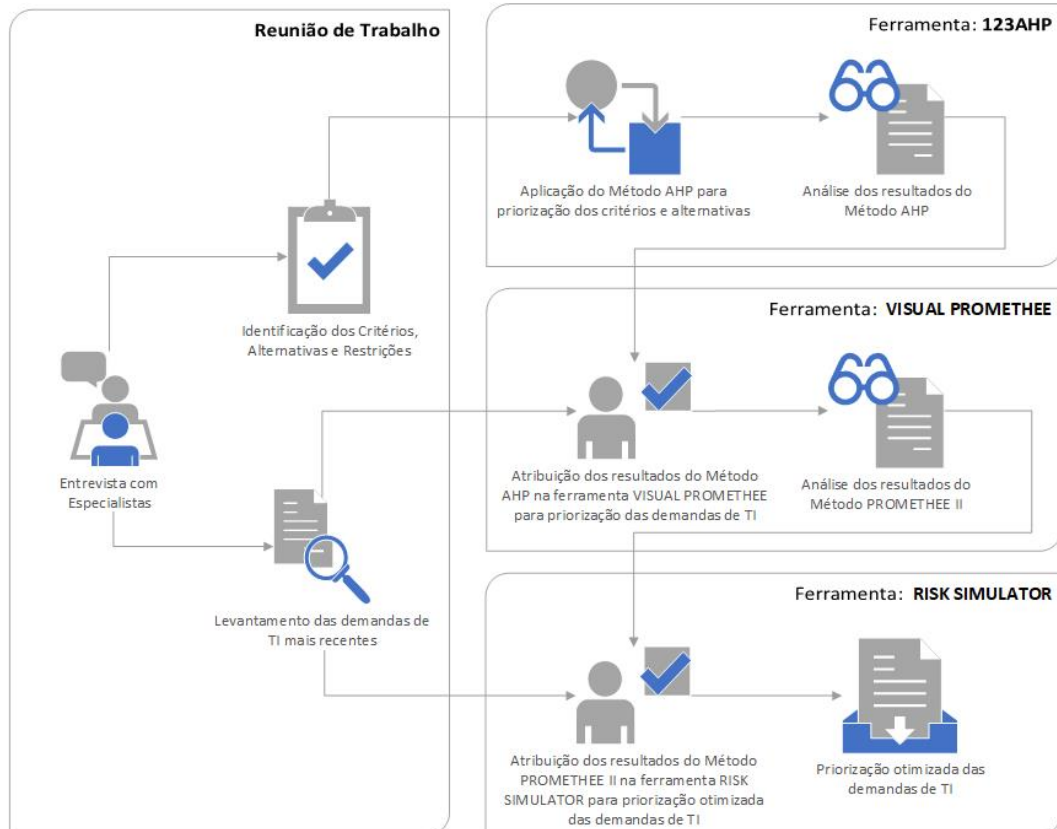 Reunião de Trabalho
Entrevista com
Especialistas
Identificação dos Critérios,
Alternativas e Restrições
Levantamento das demandas de
TI mais recentes
Ferramenta: 123AHP
Aplicação do Método AHP para
priorização dos critérios e alternativas
Análise dos resultados do
Método AHP
Ferramenta: VISUAL PROMETHEE
Atribuição dos resultados do Método
AHP na ferramenta VISUAL PROMETHEE
para priorização das demandas de TI
Análise dos resultados do
Método PROMETHEE II
Ferramenta: RISK SIMULATOR
Atribuição dos resultados do Método
PROMETHEE II na ferramenta RISK
SIMULATOR para priorização otimizada
das demandas de TI
Priorização otimizada das
demandas de TI